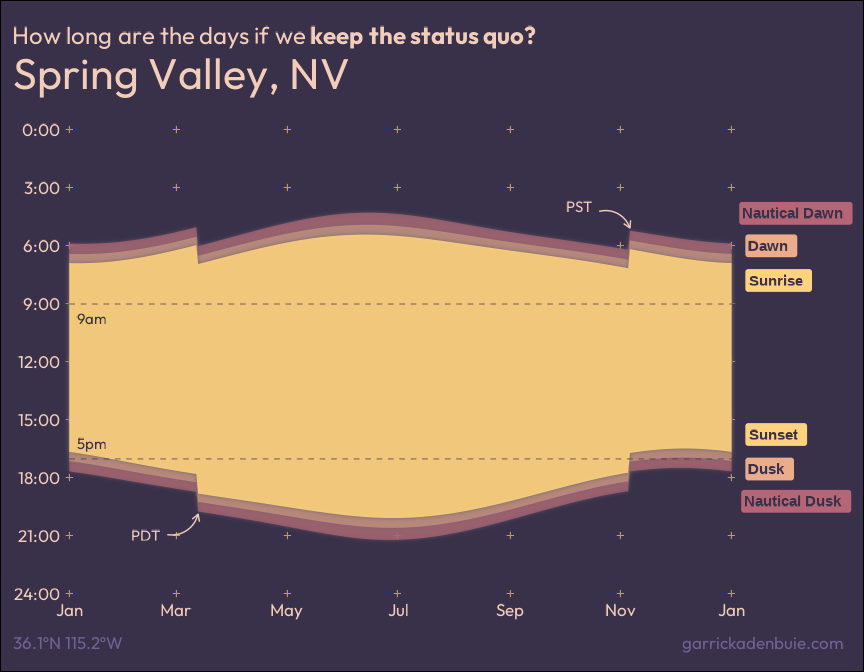 How long are the days if we keep the status quo?
Spring Valley, NV
0:00
3:00
PST
Nautical Dawn
6:00
Dawn
Sunrise
9:00
9am
12:00
15:00
5pm
Sunset
18:00
Dusk
Nautical Dusk
21:00
PDT
24:00
Jan Mar May Jul Sep Nov Jan
36.1°N 115.2°W
garrickadenbuie.com